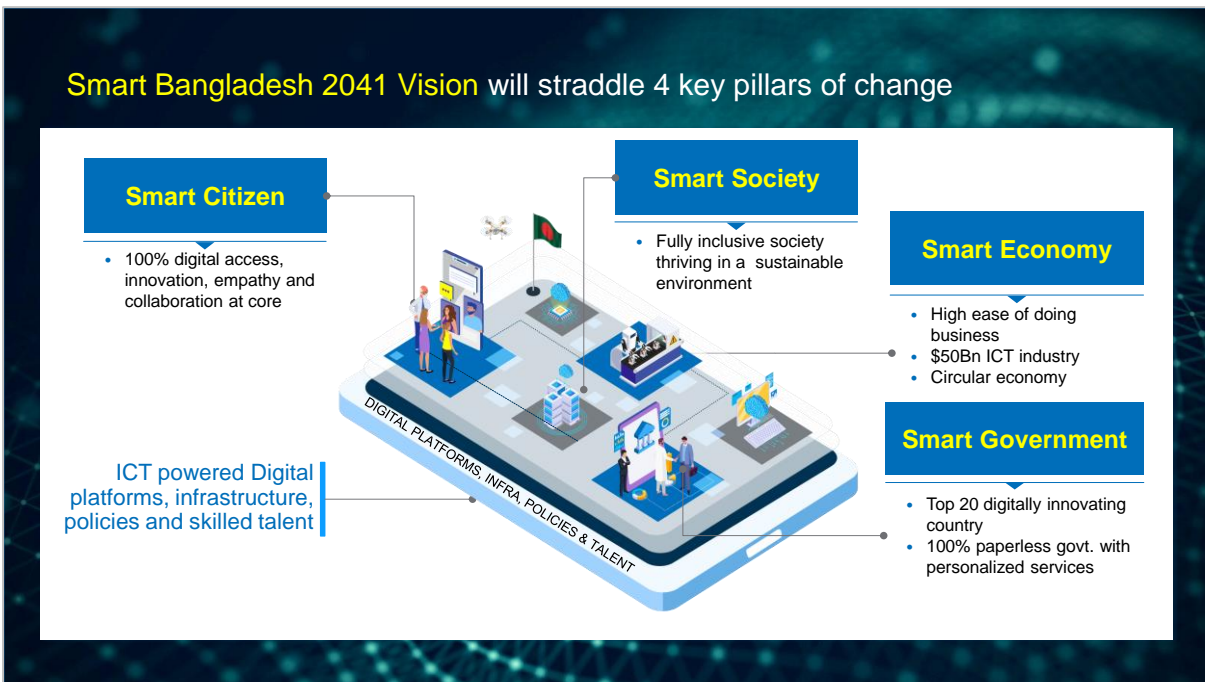 Smart Bangladesh 2041 Vision will straddle 4 key pillars of change
Smart Citizen
• 100% digital access,
innovation, empathy and
collaboration at core
Smart Society
• Fully inclusive society
thriving in a sustainable
environment
Smart Economy
• High ease of doing
business
• $50Bn ICT industry
• Circular economy
Smart Government
• Top 20 digitally innovating
country
• 100% paperless govt. with
personalized services
ICT powered Digital
platforms, infrastructure,
policies and skilled talent
DIGITAL PLATFORMS, INFRA, POLICIES & TALENT